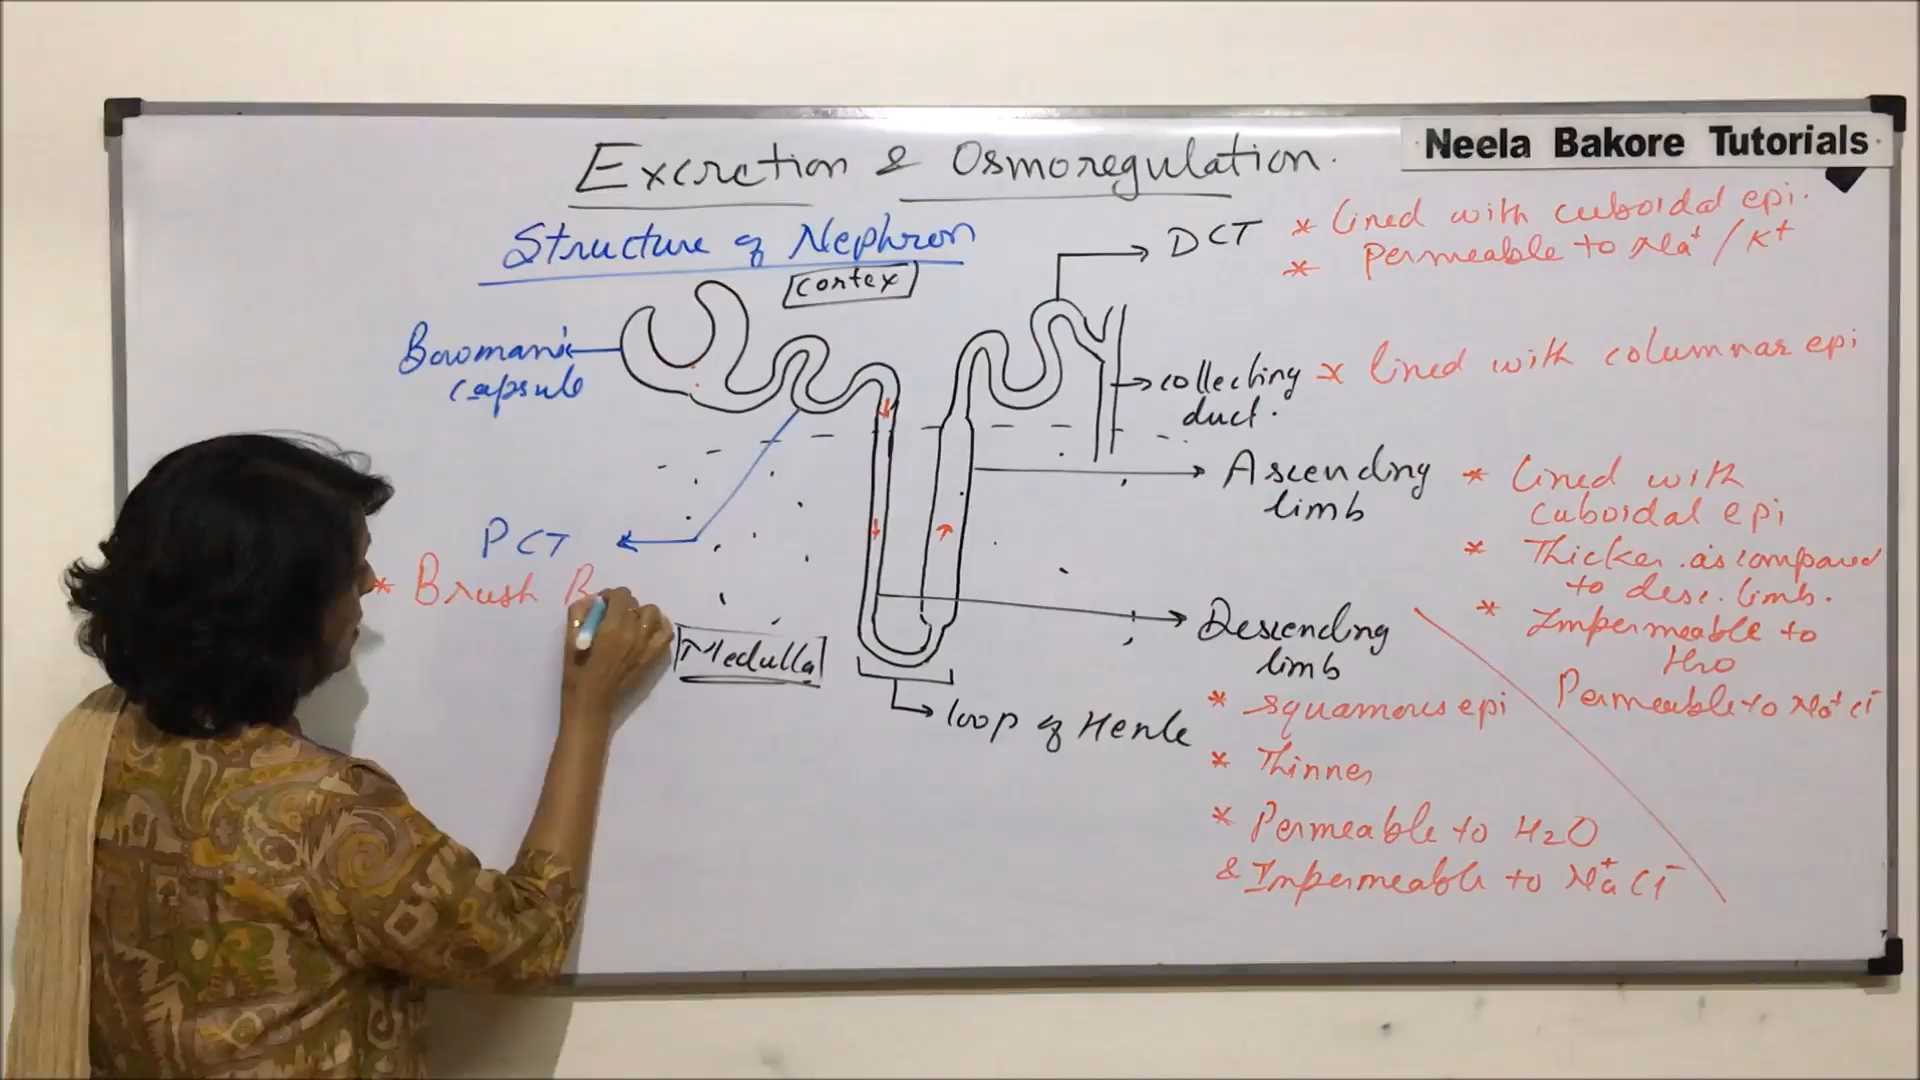 Neela Bakore Tutorials
Excretion & Osmoregulation.
Structure of Nephron
Cortex
Bowman's
capsule
PCT
* Brush B
Medulla
loop of Henle
DCT
* lined with cuboidal epi.
* Permeable to Na+ / K+
collecting
duct.
* lined with columnar epi
Ascending
limb
* lined with
cuboidal epi
* Thicker as compared
to desc. limb.
* Impermeable to
H2O
Permeable to Na+ Cl-
Descending
limb
* squamous epi
* Thinner
* Permeable to H2O
& Impermeable to Na+ Cl-